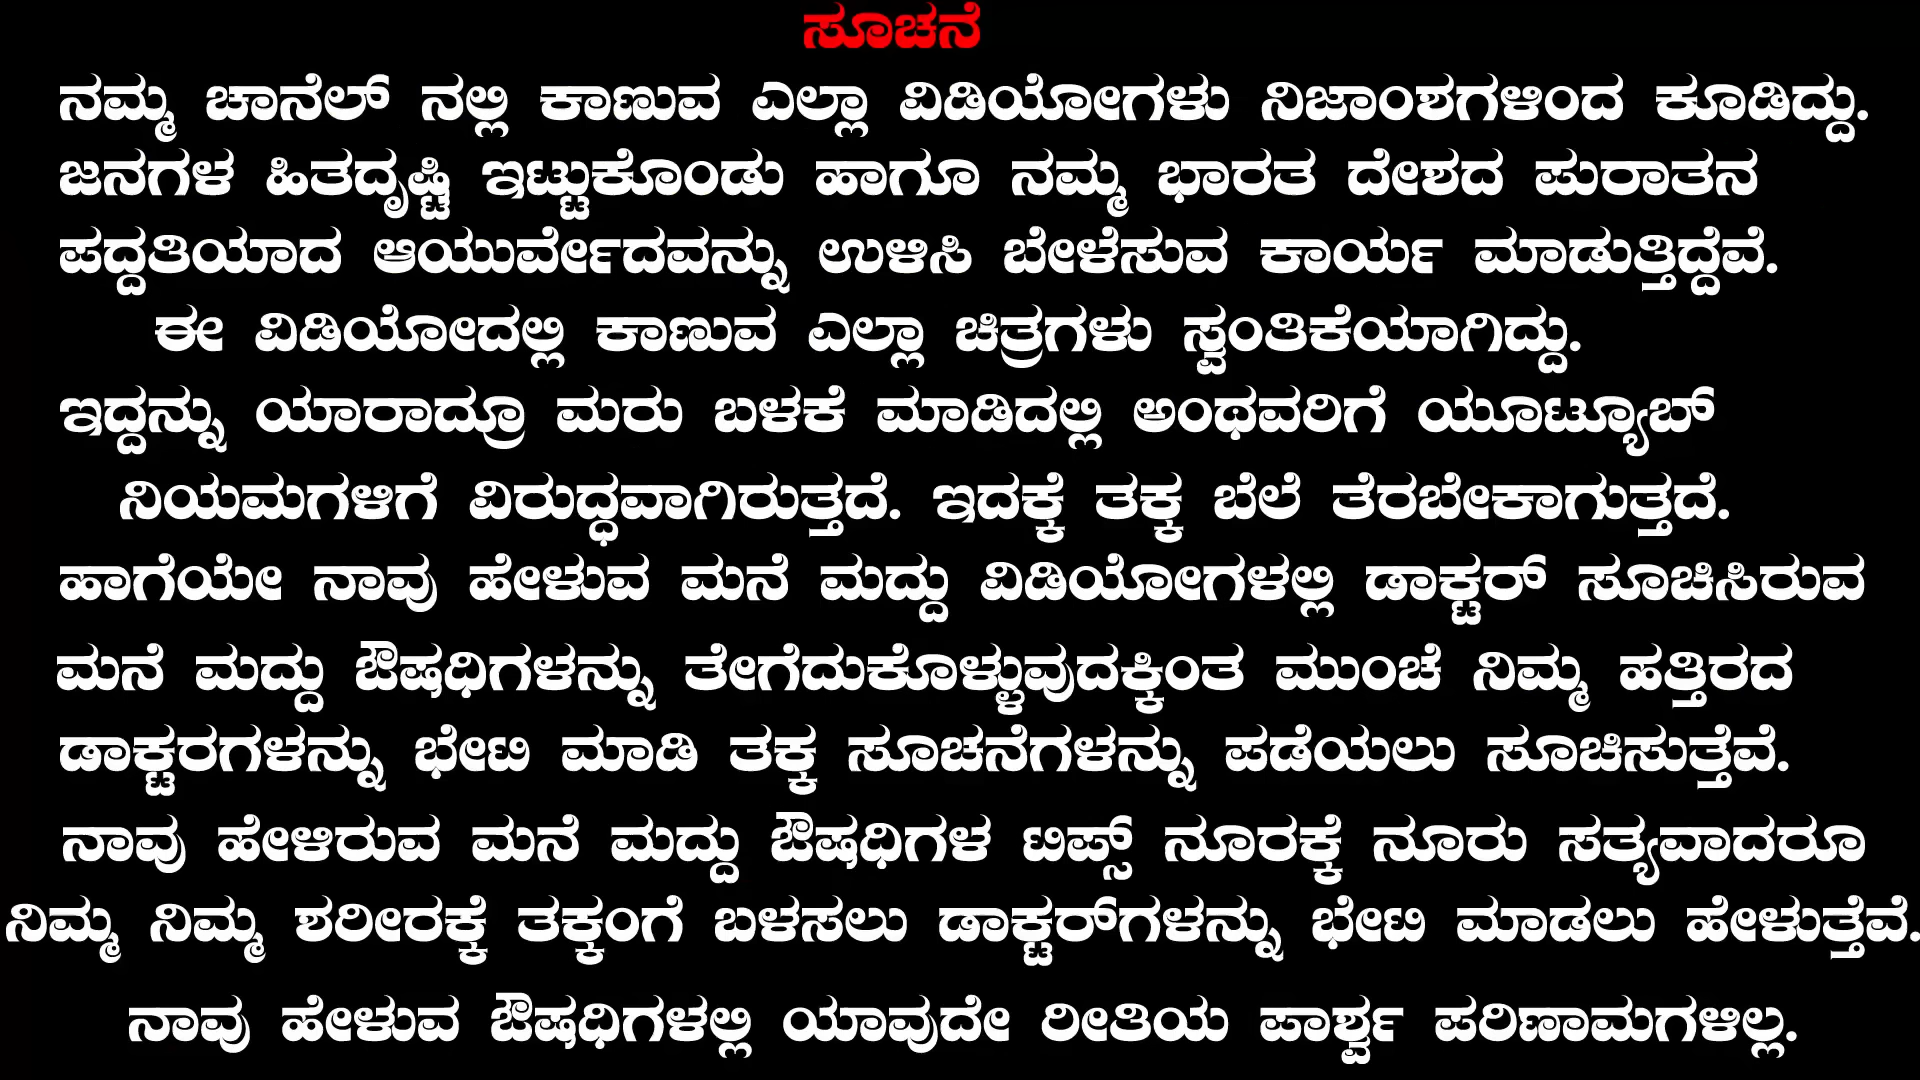 ಸೂಚನೆ
ನಮ್ಮ ಚಾನೆಲ್ ನಲ್ಲಿ ಕಾಣುವ ಎಲ್ಲಾ ವಿಡಿಯೋಗಳು ನಿಜಾಂಶಗಳಿಂದ ಕೂಡಿದ್ದು.
ಜನಗಳ ಹಿತದೃಷ್ಟಿ ಇಟ್ಟುಕೊಂಡು ಹಾಗೂ ನಮ್ಮ ಭಾರತ ದೇಶದ ಪುರಾತನ
ಪದ್ದತಿಯಾದ ಆಯುರ್ವೇದವನ್ನು ಉಳಿಸಿ ಬೇಳೆಸುವ ಕಾರ್ಯ ಮಾಡುತ್ತಿದ್ದೆವೆ.
ಈ ವಿಡಿಯೋದಲ್ಲಿ ಕಾಣುವ ಎಲ್ಲಾ ಚಿತ್ರಗಳು ಸ್ವಂತಿಕೆಯಾಗಿದ್ದು.
ಇದ್ದನ್ನು ಯಾರಾದ್ರೂ ಮರು ಬಳಕೆ ಮಾಡಿದಲ್ಲಿ ಅಂಥವರಿಗೆ ಯೂಟ್ಯೂಬ್
ನಿಯಮಗಳಿಗೆ ವಿರುದ್ಧವಾಗಿರುತ್ತದೆ. ಇದಕ್ಕೆ ತಕ್ಕ ಬೆಲೆ ತೆರಬೇಕಾಗುತ್ತದೆ.
ಹಾಗೆಯೇ ನಾವು ಹೇಳುವ ಮನೆ ಮದ್ದು ವಿಡಿಯೋಗಳಲ್ಲಿ ಡಾಕ್ಟರ್ ಸೂಚಿಸಿರುವ
ಮನೆ ಮದ್ದು ಔಷಧಿಗಳನ್ನು ತೇಗೆದುಕೊಳ್ಳುವುದಕ್ಕಿಂತ ಮುಂಚೆ ನಿಮ್ಮ ಹತ್ತಿರದ
ಡಾಕ್ಟರಗಳನ್ನು ಭೇಟಿ ಮಾಡಿ ತಕ್ಕ ಸೂಚನೆಗಳನ್ನು ಪಡೆಯಲು ಸೂಚಿಸುತ್ತೆವೆ.
ನಾವು ಹೇಳಿರುವ ಮನೆ ಮದ್ದು ಔಷಧಿಗಳ ಟಿಪ್ಸ್ ನೂರಕ್ಕೆ ನೂರು ಸತ್ಯವಾದರೂ
ನಿಮ್ಮ ನಿಮ್ಮ ಶರೀರಕ್ಕೆ ತಕ್ಕಂಗೆ ಬಳಸಲು ಡಾಕ್ಟರ್‌ಗಳನ್ನು ಭೇಟಿ ಮಾಡಲು ಹೇಳುತ್ತೆವೆ.
ನಾವು ಹೇಳುವ ಔಷಧಿಗಳಲ್ಲಿ ಯಾವುದೇ ರೀತಿಯ ಪಾರ್ಶ್ವ ಪರಿಣಾಮಗಳಿಲ್ಲ.